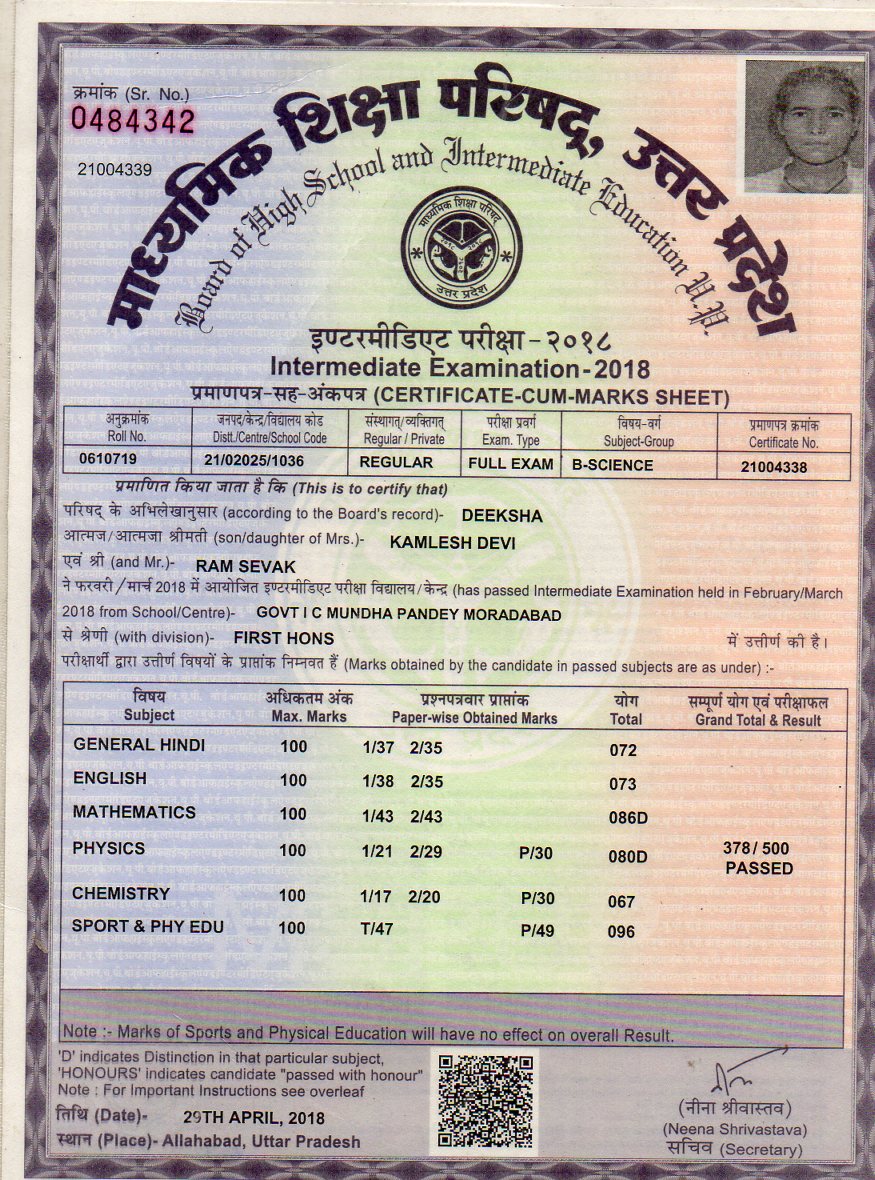 क्रमांक (Sr. No.)
0484342
21004339
माध्यमिक शिक्षा परिषद्, उत्तर प्रदेश
Board of High School and Intermediate Education U.P.
माध्यमिक शिक्षा परिषद
उत्तर प्रदेश
इण्टरमीडिएट परीक्षा-२०१८
Intermediate Examination-2018
प्रमाणपत्र-सह-अंकपत्र (CERTIFICATE-CUM-MARKS SHEET)
अनुक्रमांक जनपद/केन्द्र/विद्यालय कोड संस्थागत/व्यक्तिगत् परीक्षा प्रवर्ग विषय-वर्ग प्रमाणपत्र क्रमांक
Roll No. Distt./Centre/School Code Regular / Private Exam. Type Subject-Group Certificate No.
0610719 21/02025/1036 REGULAR FULL EXAM B-SCIENCE 21004338
प्रमाणित किया जाता है कि (This is to certify that)
परिषद् के अभिलेखानुसार (according to the Board's record)- DEEKSHA
आत्मज/आत्मजा श्रीमती (son/daughter of Mrs.)- KAMLESH DEVI
एवं श्री (and Mr.)- RAM SEVAK
ने फरवरी/मार्च 2018 में आयोजित इण्टरमीडिएट परीक्षा विद्यालय/केन्द्र (has passed Intermediate Examination held in February/March
2018 from School/Centre)- GOVT I C MUNDHA PANDEY MORADABAD
से श्रेणी (with division)- FIRST HONS में उत्तीर्ण की है।
परीक्षार्थी द्वारा उत्तीर्ण विषयों के प्राप्तांक निम्नवत हैं (Marks obtained by the candidate in passed subjects are as under) :-
विषय अधिकतम अंक प्रश्नपत्रवार प्राप्तांक योग सम्पूर्ण योग एवं परीक्षाफल
Subject Max. Marks Paper-wise Obtained Marks Total Grand Total & Result
GENERAL HINDI 100 1/37 2/35 072
ENGLISH 100 1/38 2/35 073
MATHEMATICS 100 1/43 2/43 086D
PHYSICS 100 1/21 2/29 P/30 080D 378/ 500
PASSED
CHEMISTRY 100 1/17 2/20 P/30 067
SPORT & PHY EDU 100 T/47 P/49 096
Note :- Marks of Sports and Physical Education will have no effect on overall Result.
'D' indicates Distinction in that particular subject,
'HONOURS' indicates candidate "passed with honour"
Note : For Important Instructions see overleaf
तिथि (Date)- 29TH APRIL, 2018
स्थान (Place)- Allahabad, Uttar Pradesh
(नीना श्रीवास्तव)
(Neena Shrivastava)
सचिव (Secretary)